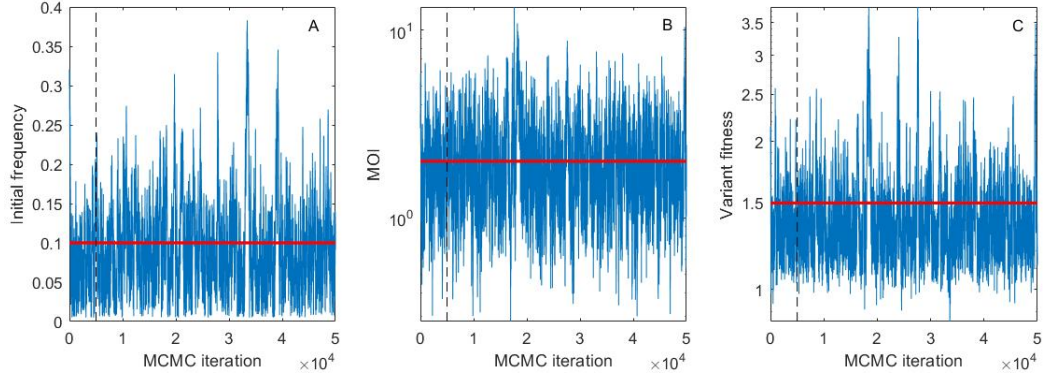 A
Initial frequency
0.4
0.35
0.3
0.25
0.2
0.15
0.1
0.05
0
0 1 2 3 4 5
MCMC iteration ×10⁴
B
MOI
10¹
10⁰
0 1 2 3 4 5
MCMC iteration ×10⁴
C
Variant fitness
3.5
3
2.5
2
1.5
1
0 1 2 3 4 5
MCMC iteration ×10⁴